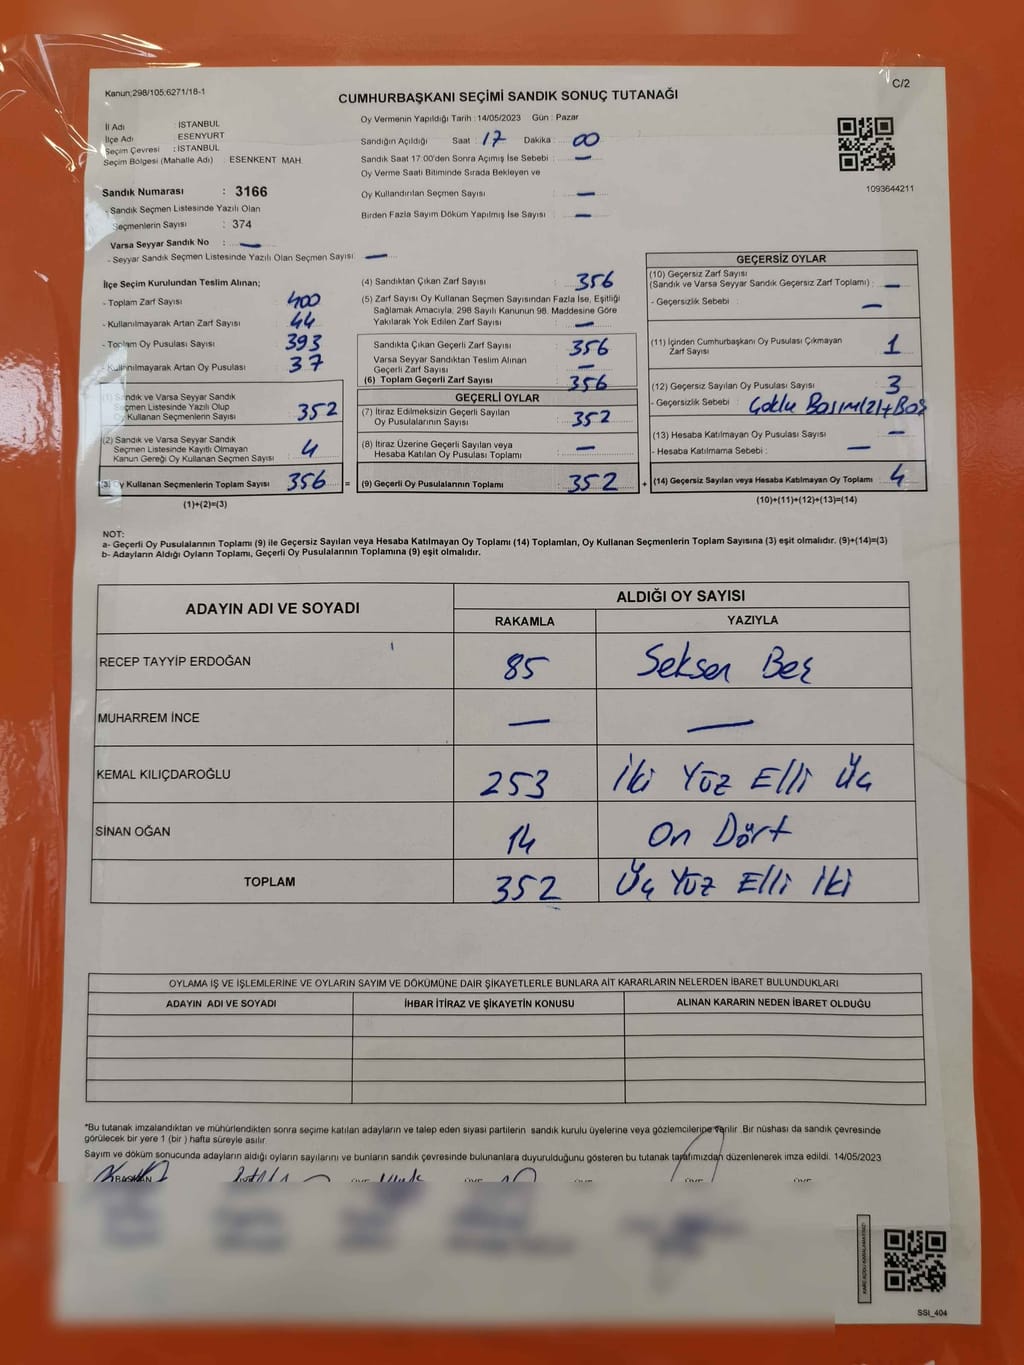 Kanun;298/105;6271/18-1
C/2
CUMHURBAŞKANI SEÇİMİ SANDIK SONUÇ TUTANAĞI
İl Adı : İSTANBUL
İlçe Adı : ESENYURT
Seçim Çevresi : İSTANBUL
Seçim Bölgesi (Mahalle Adı) ESENKENT MAH.
Sandık Numarası : 3166
- Sandık Seçmen Listesinde Yazılı Olan
Seçmenlerin Sayısı : 374
Varsa Seyyar Sandık No : —
- Seyyar Sandık Seçmen Listesinde Yazılı Olan Seçmen Sayısı: —
Oy Vermenin Yapıldığı Tarih : 14/05/2023 Gün : Pazar
Sandığın Açıldığı Saat : 17 Dakika : 00
Sandık Saat 17.00'den Sonra Açımış İse Sebebi : —
Oy Verme Saati Bitiminde Sırada Bekleyen ve
Oy Kullandırılan Seçmen Sayısı : —
Birden Fazla Sayım Döküm Yapılmış İse Sayısı : —
1093644211
İlçe Seçim Kurulundan Teslim Alınan;
- Toplam Zarf Sayısı : 400
- Kullanılmayarak Artan Zarf Sayısı : 44
- Toplam Oy Pusulası Sayısı : 393
- Kullanılmayarak Artan Oy Pusulası : 37
(1) Sandık ve Varsa Seyyar Sandık
Seçmen Listesinde Yazılı Olup
Oy Kullanan Seçmenlerin Sayısı : 352
(2) Sandık ve Varsa Seyyar Sandık
Seçmen Listesinde Kayıtlı Olmayan
Kanun Gereği Oy Kullanan Seçmen Sayısı : 4
(3) Oy Kullanan Seçmenlerin Toplam Sayısı : 356 =
(1)+(2)=(3)
(4) Sandıktan Çıkan Zarf Sayısı : 356
(5) Zarf Sayısı Oy Kullanan Seçmen Sayısından Fazla İse, Eşitliği
Sağlamak Amacıyla, 298 Sayılı Kanunun 98. Maddesine Göre
Yakılarak Yok Edilen Zarf Sayısı : —
Sandıkta Çıkan Geçerli Zarf Sayısı : 356
Varsa Seyyar Sandıktan Teslim Alınan
Geçerli Zarf Sayısı : —
(6) Toplam Geçerli Zarf Sayısı : 356
GEÇERLİ OYLAR
(7) İtiraz Edilmeksizin Geçerli Sayılan
Oy Pusulalarının Sayısı : 352
(8) İtiraz Üzerine Geçerli Sayılan veya
Hesaba Katılan Oy Pusulası Toplamı : —
(9) Geçerli Oy Pusulalarının Toplamı : 352 +
GEÇERSİZ OYLAR
(10) Geçersiz Zarf Sayısı
(Sandık ve Varsa Seyyar Sandık Geçersiz Zarf Toplamı) : —
- Geçersizlik Sebebi : —
(11) İçinden Cumhurbaşkanı Oy Pusulası Çıkmayan
Zarf Sayısı : 1
(12) Geçersiz Sayılan Oy Pusulası Sayısı : 3
- Geçersizlik Sebebi : Çoklu Basım(2)+Boş
(13) Hesaba Katılmayan Oy Pusulası Sayısı : —
- Hesaba Katılmama Sebebi : —
(14) Geçersiz Sayılan veya Hesaba Katılmayan Oy Toplamı : 4
(10)+(11)+(12)+(13)=(14)
NOT:
a- Geçerli Oy Pusulalarının Toplamı (9) ile Geçersiz Sayılan veya Hesaba Katılmayan Oy Toplamı (14) Toplamları, Oy Kullanan Seçmenlerin Toplam Sayısına (3) eşit olmalıdır. (9)+(14)=(3)
b- Adayların Aldığı Oyların Toplamı, Geçerli Oy Pusulalarının Toplamına (9) eşit olmalıdır.
ADAYIN ADI VE SOYADI
ALDIĞI OY SAYISI
RAKAMLA YAZIYLA
RECEP TAYYİP ERDOĞAN 85 Seksen Beş
MUHARREM İNCE — —
KEMAL KILIÇDAROĞLU 253 İki Yüz Elli Üç
SİNAN OĞAN 14 On Dört
TOPLAM 352 Üç Yüz Elli İki
OYLAMA İŞ VE İŞLEMLERİNE VE OYLARIN SAYIM VE DÖKÜMÜNE DAİR ŞİKAYETLERLE BUNLARA AİT KARARLARIN NELERDEN İBARET BULUNDUKLARI
ADAYIN ADI VE SOYADI İHBAR İTİRAZ VE ŞİKAYETİN KONUSU ALINAN KARARIN NEDEN İBARET OLDUĞU
*Bu tutanak imzalandıktan ve mühürlendikten sonra seçime katılan adayların ve talep eden siyasi partilerin sandık kurulu üyelerine veya gözlemcilerine verilir .Bir nüshası da sandık çevresinde
görülecek bir yere 1 (bir ) hafta süreyle asılır.
Sayım ve döküm sonucunda adayların aldığı oyların sayılarını ve bunların sandık çevresinde bulunanlara duyurulduğunu gösteren bu tutanak tarafımızdan düzenlenerek imza edildi. 14/05/2023
BAŞKAN ÜYE ÜYE ÜYE ÜYE ÜYE
SSI_404